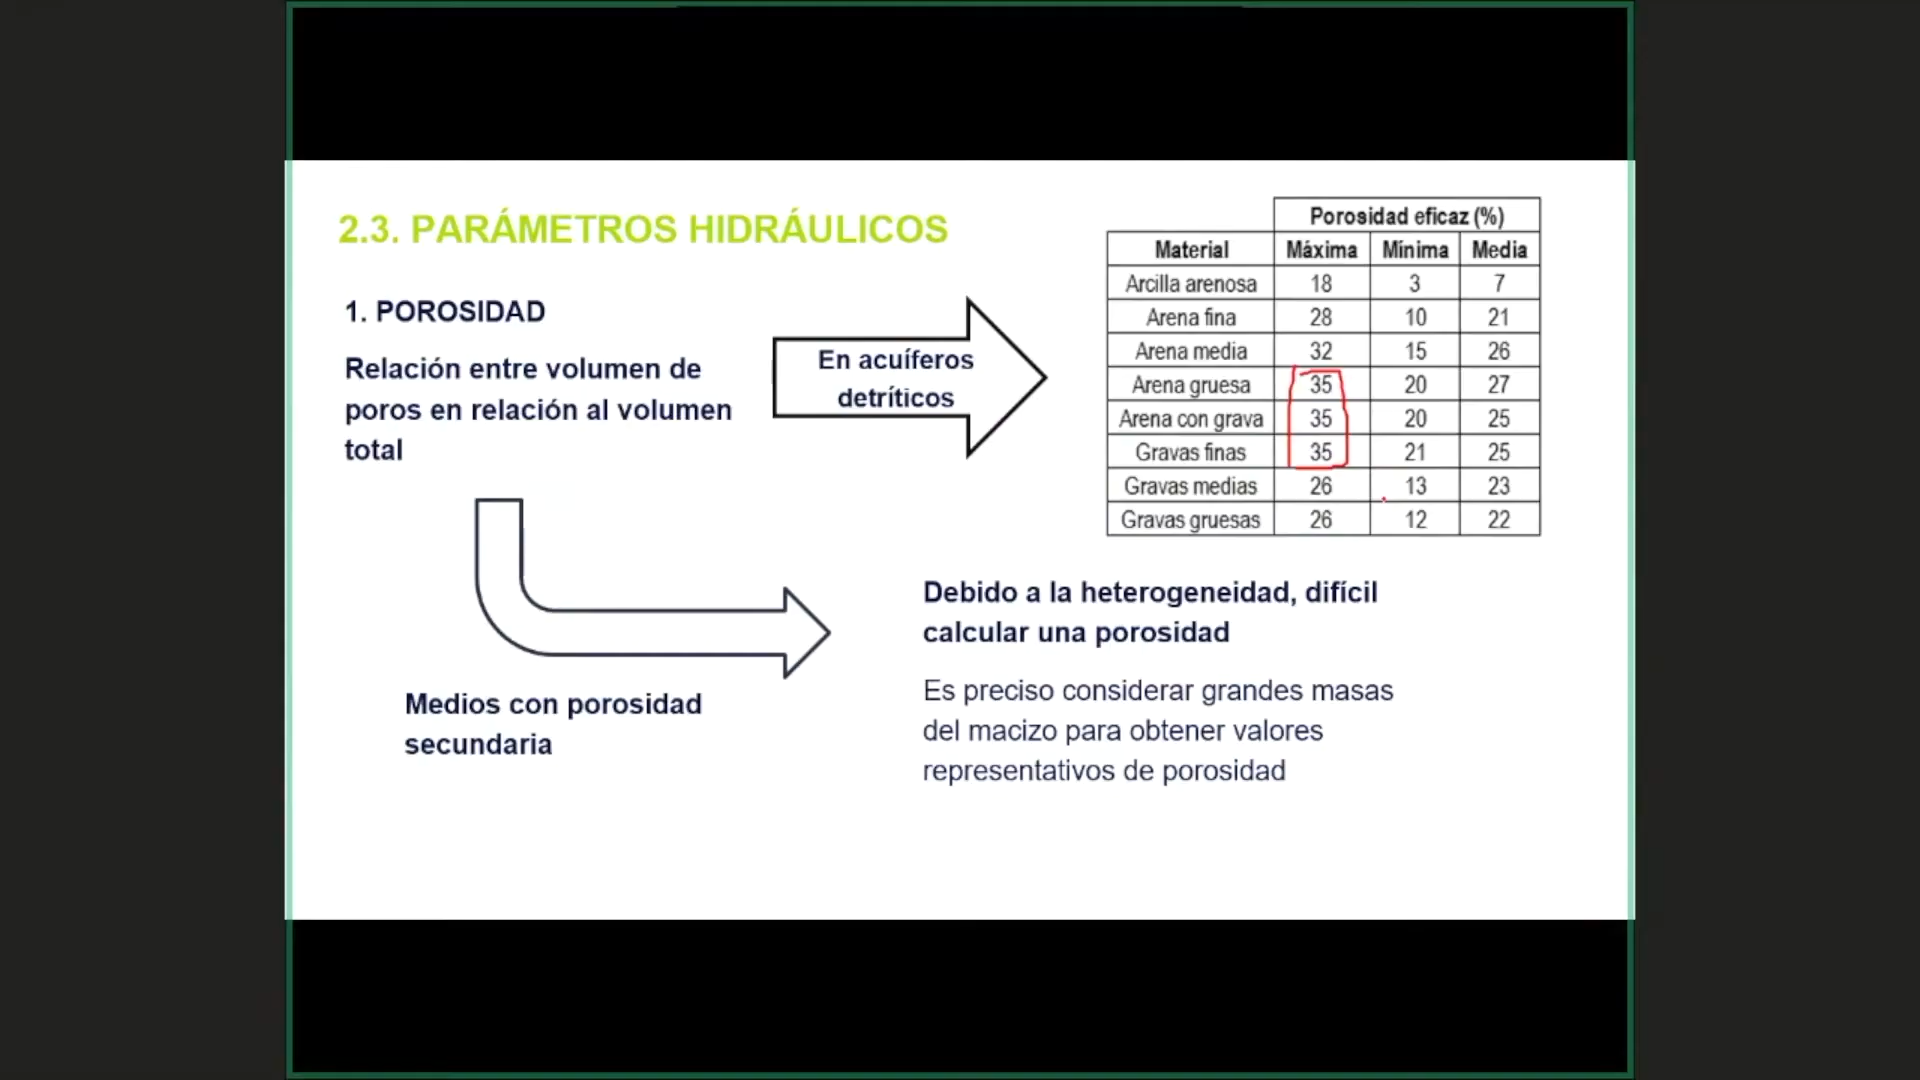 2.3. PARÁMETROS HIDRÁULICOS
1. POROSIDAD
Relación entre volumen de
poros en relación al volumen
total
En acuíferos
detríticos
Porosidad eficaz (%)
Material Máxima Mínima Media
Arcilla arenosa 18 3 7
Arena fina 28 10 21
Arena media 32 15 26
Arena gruesa 35 20 27
Arena con grava 35 20 25
Gravas finas 35 21 25
Gravas medias 26 13 23
Gravas gruesas 26 12 22
Medios con porosidad
secundaria
Debido a la heterogeneidad, difícil
calcular una porosidad
Es preciso considerar grandes masas
del macizo para obtener valores
representativos de porosidad